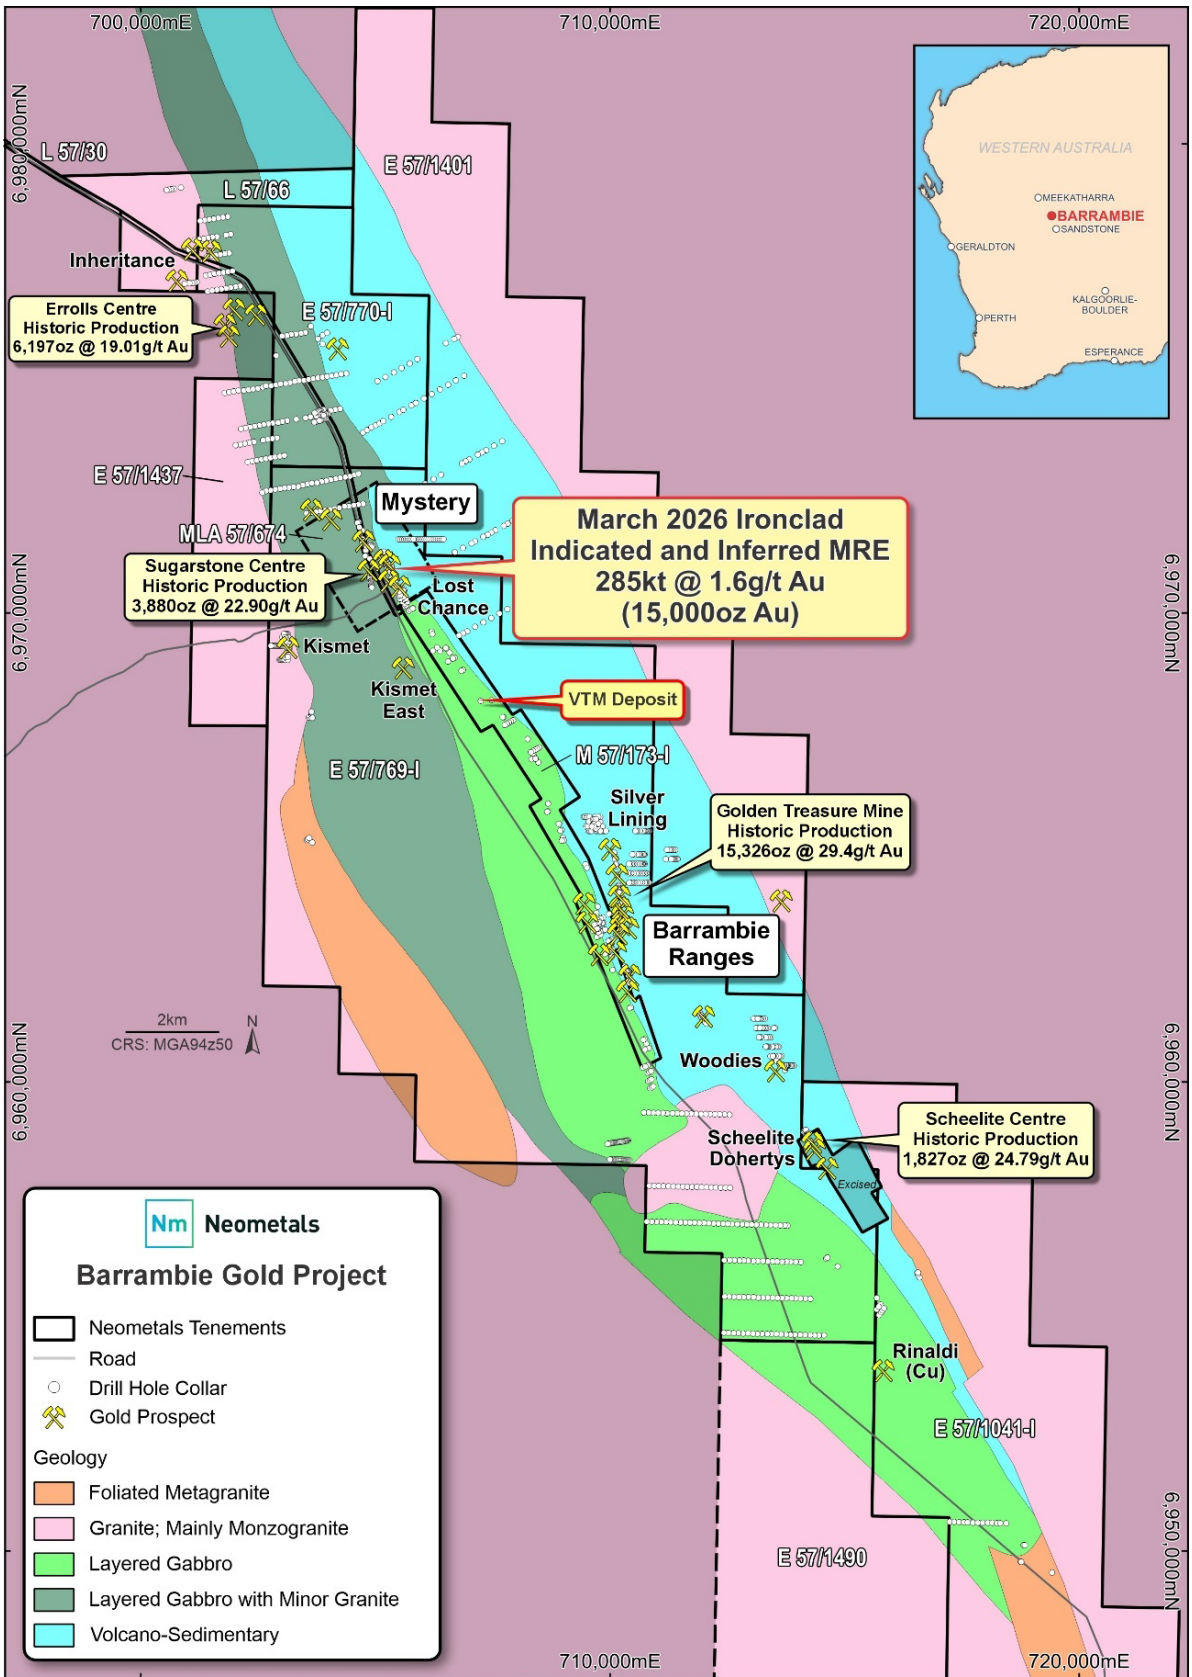 700,000mE
710,000mE
720,000mE
6,980,000mN
L 57/30
E 57/1401
L 57/66
WESTERN AUSTRALIA
MEEKATHARRA
BARRAMBIE
SANDSTONE
GERALDTON
KALGOORLIE-
BOULDER
PERTH
ESPERANCE
Inheritance
Errolls Centre
Historic Production
6,197oz @ 19.01g/t Au
E 57/770-I
E 57/1437
Mystery
MLA 57/674
March 2026 Ironclad
Indicated and Inferred MRE
285kt @ 1.6g/t Au
(15,000oz Au)
Sugarstone Centre
Historic Production
3,880oz @ 22.90g/t Au
Lost
Chance
6,970,000mN
6,970,000mN
Kismet
Kismet
East
VTM Deposit
M 57/173-I
E 57/769-I
Silver
Lining
Golden Treasure Mine
Historic Production
15,326oz @ 29.4g/t Au
Barrambie
Ranges
2km
N
CRS: MGA94z50
Woodies
6,960,000mN
6,960,000mN
Scheelite
Dohertys
Scheelite Centre
Historic Production
1,827oz @ 24.79g/t Au
Excised
Nm Neometals
Barrambie Gold Project
Neometals Tenements
Road
Drill Hole Collar
Gold Prospect
Geology
Foliated Metagranite
Granite; Mainly Monzogranite
Layered Gabbro
Layered Gabbro with Minor Granite
Volcano-Sedimentary
Rinaldi
(Cu)
E 57/1041-I
E 57/1490
6,950,000mN
710,000mE
720,000mE